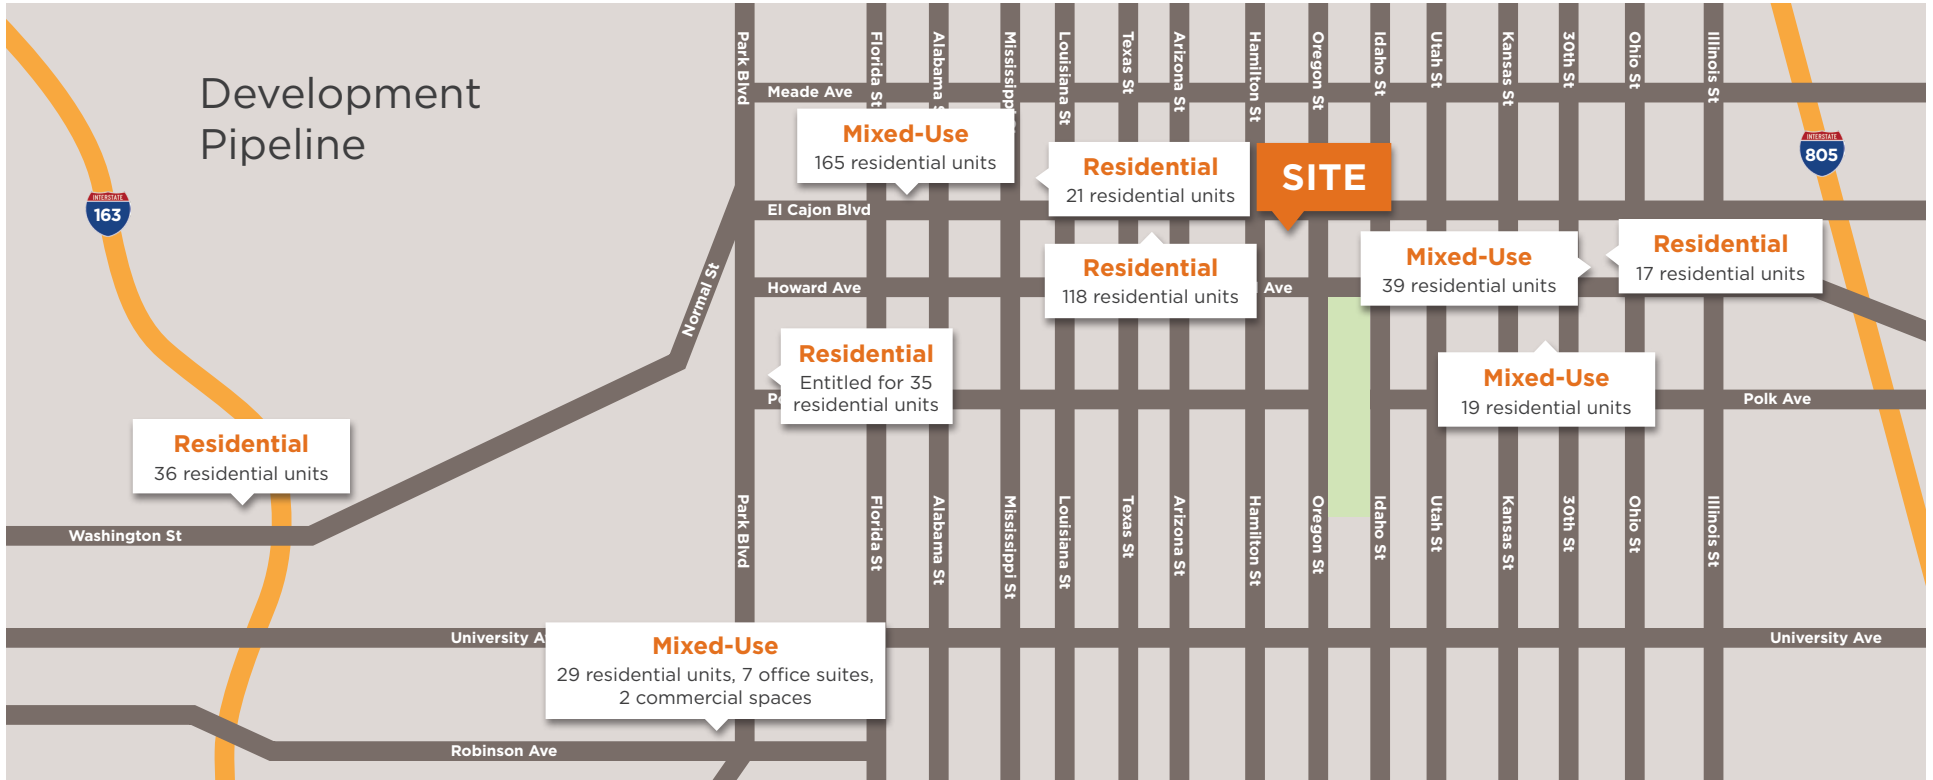 Development
Pipeline
Park Blvd
Florida St
Alabama S
Mississipp
Louisiana St
Texas St
Arizona St
Hamilton St
Oregon St
Idaho St
Utah St
Kansas St
30th St
Ohio St
Illinois St
Meade Ave
Mixed-Use
165 residential units
Residential
21 residential units
SITE
INTERSTATE
805
INTERSTATE
163
El Cajon Blvd
Normal St
Residential
118 residential units
Mixed-Use
39 residential units
Residential
17 residential units
Howard Ave
Ave
Residential
Entitled for 35
residential units
Mixed-Use
19 residential units
Polk Ave
Residential
36 residential units
Washington St
Park Blvd
Florida St
Alabama St
Mississippi St
Louisiana St
Texas St
Arizona St
Hamilton St
Oregon St
Idaho St
Utah St
Kansas St
30th St
Ohio St
Illinois St
University A
University Ave
Mixed-Use
29 residential units, 7 office suites,
2 commercial spaces
Robinson Ave